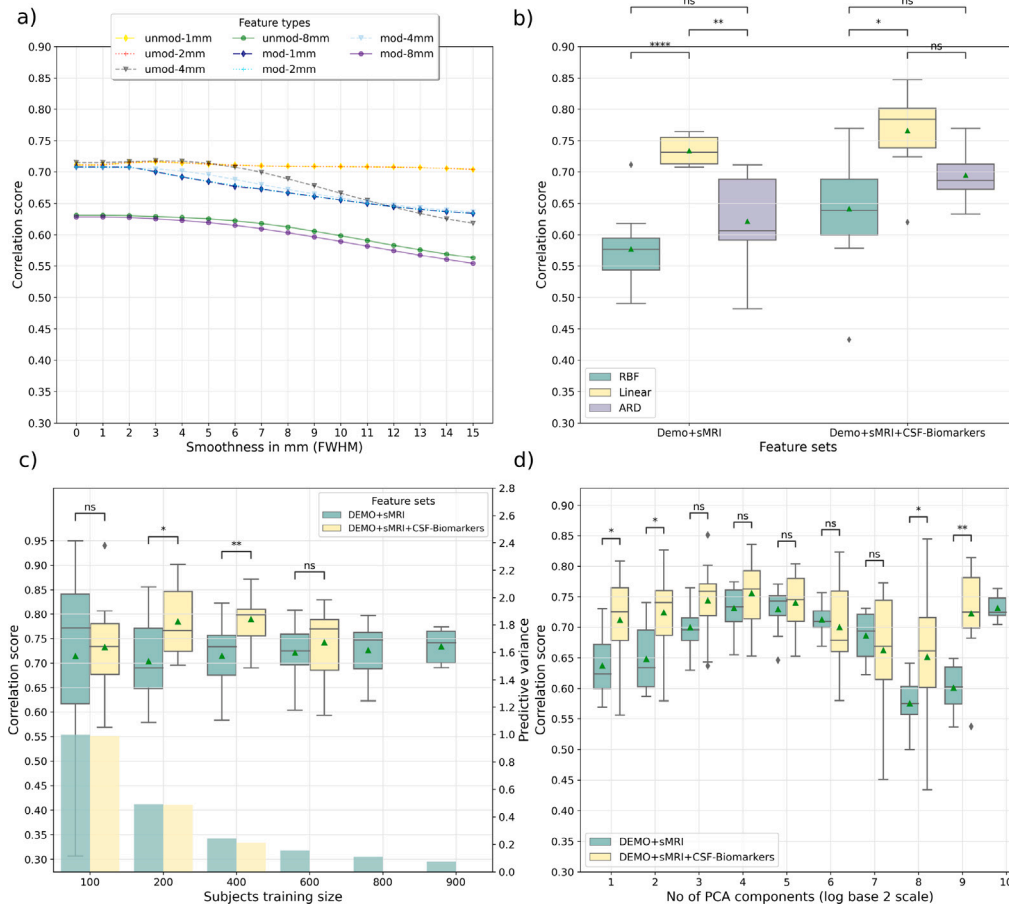 a)
Feature types
unmod-1mm
umod-2mm
umod-4mm
unmod-8mm
mod-1mm
mod-2mm
mod-4mm
mod-8mm
Correlation score
0.90
0.85
0.80
0.75
0.70
0.65
0.60
0.55
0.50
0.45
0.40
0.35
0.30
0 1 2 3 4 5 6 7 8 9 10 11 12 13 14 15
Smoothness in mm (FWHM)
b)
ns
ns
**
*
****
ns
Correlation score
0.90
0.85
0.80
0.75
0.70
0.65
0.60
0.55
0.50
0.45
0.40
0.35
0.30
RBF
Linear
ARD
Demo+sMRI
Demo+sMRI+CSF-Biomarkers
Feature sets
c)
Feature sets
DEMO+sMRI
DEMO+sMRI+CSF-Biomarkers
ns
*
**
ns
Correlation score
0.95
0.90
0.85
0.80
0.75
0.70
0.65
0.60
0.55
0.50
0.45
0.40
0.35
0.30
Predictive variance
2.8
2.6
2.4
2.2
2.0
1.8
1.6
1.4
1.2
1.0
0.8
0.6
0.4
0.2
0.0
100 200 400 600 800 900
Subjects training size
d)
*
*
ns
ns
ns
ns
ns
*
**
Correlation score
0.90
0.85
0.80
0.75
0.70
0.65
0.60
0.55
0.50
0.45
0.40
0.35
0.30
DEMO+sMRI
DEMO+sMRI+CSF-Biomarkers
1 2 3 4 5 6 7 8 9 10
No of PCA components (log base 2 scale)